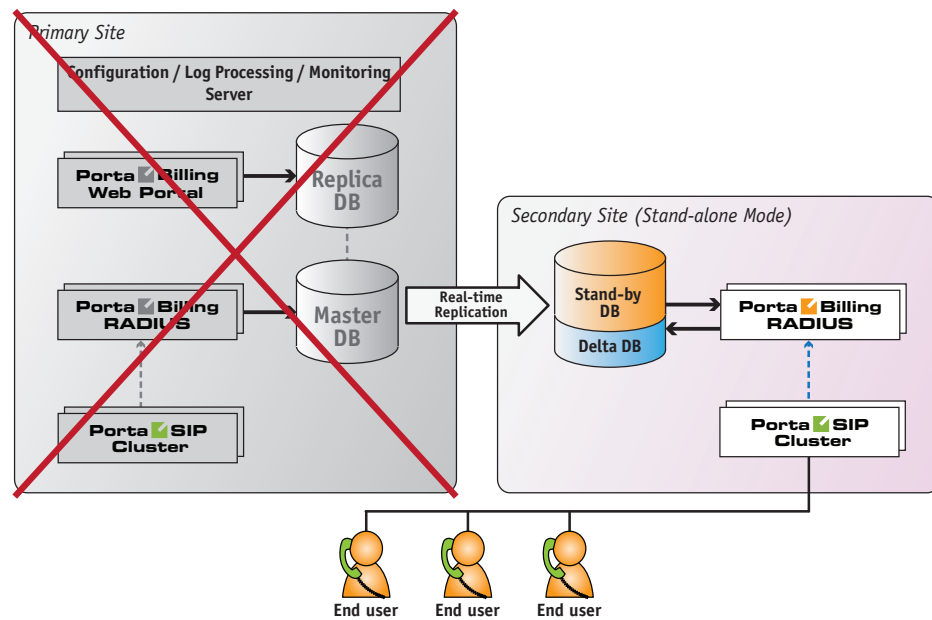 Primary Site
Configuration / Log Processing / Monitoring
Server
Porta Billing
Web Portal
Replica
DB
Porta Billing
RADIUS
Master
DB
Porta SIP
Cluster
Real-time
Replication
Secondary Site (Stand-alone Mode)
Stand-by
DB
Delta DB
Porta Billing
RADIUS
Porta SIP
Cluster
End user
End user
End user